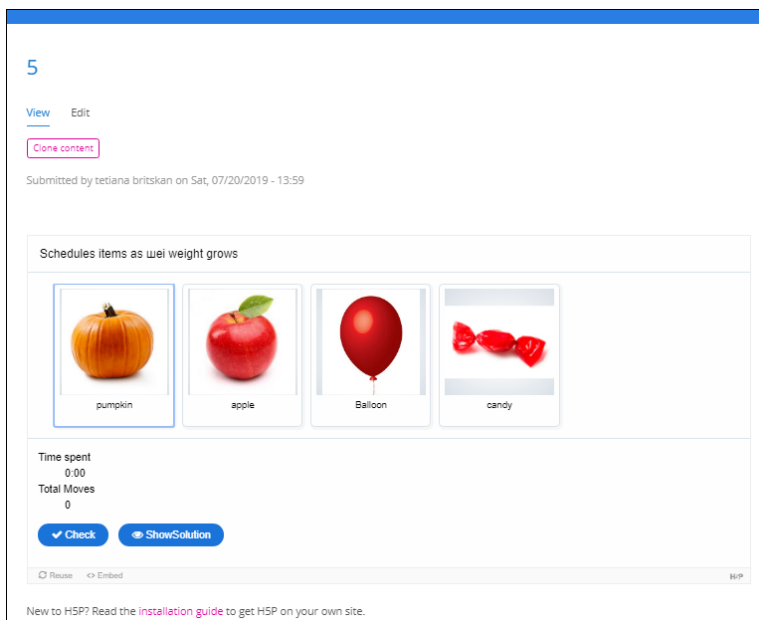 5
View Edit
Clone content
Submitted by tetiana britskan on Sat, 07/20/2019 - 13:59
Schedules items as шеі weight grows
pumpkin apple Balloon candy
Time spent
0:00
Total Moves
0
Check ShowSolution
Reuse <> Embed H5P
New to H5P? Read the installation guide to get H5P on your own site.